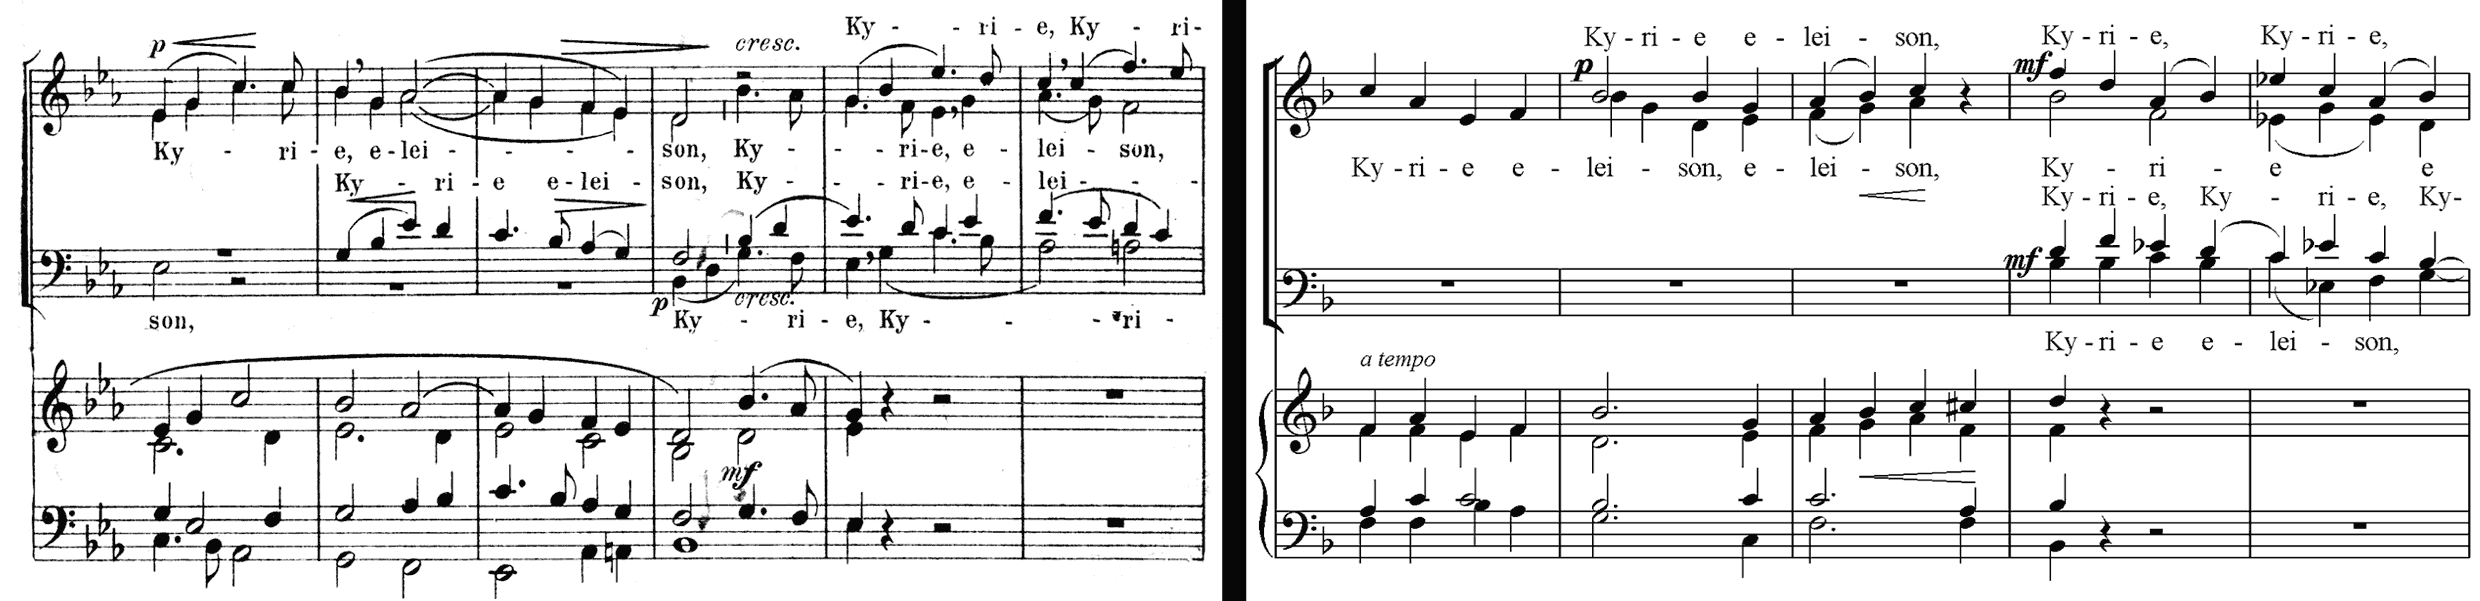 Ky - - ri - e, Ky - ri-
p cresc.
Ky - ri - e, e - lei - - - - - son, Ky - - - ri - e, e - lei - son,
Ky - ri - e e - lei - son, Ky - - - ri - e, e - lei - - -
p cresc.
son, Ky - ri - e, Ky - - - ri -
mf
Ky - ri - e e - lei - son, Ky - ri - e, Ky - ri - e,
p mf
Ky - ri - e e - lei - son, e - lei - son, Ky - ri - e e
Ky - ri - e, Ky - ri - e, Ky-
mf
Ky - ri - e e - lei - son,
a tempo